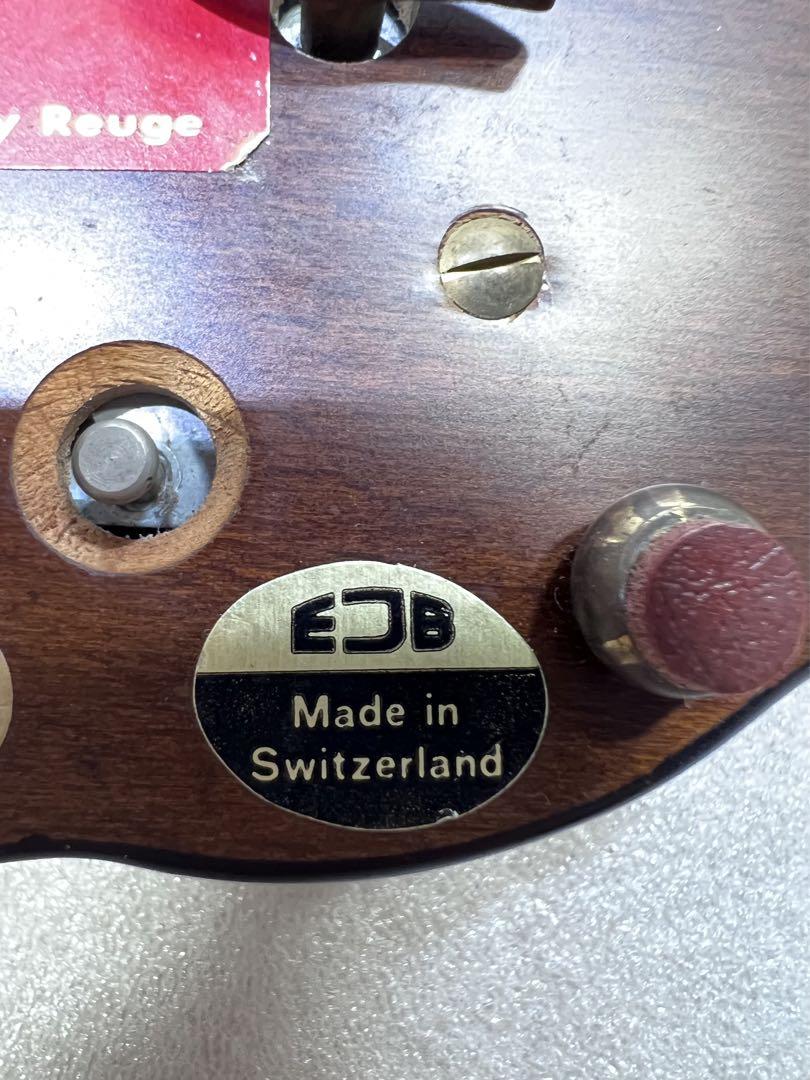 y Reuge
EJB
Made in
Switzerland